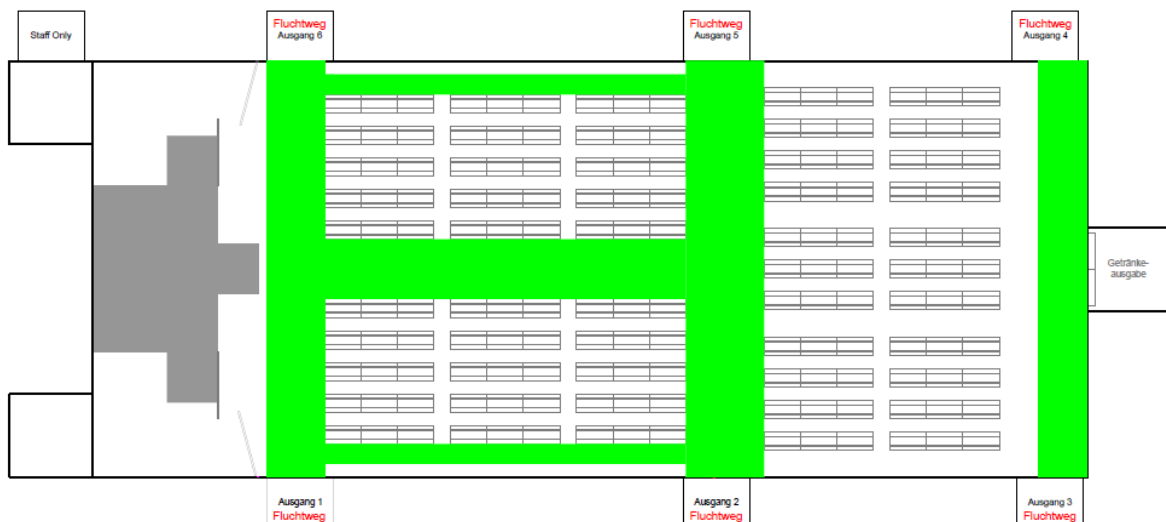 Staff Only
Fluchtweg
Ausgang 6
Fluchtweg
Ausgang 5
Fluchtweg
Ausgang 4
Getränke-
ausgabe
Ausgang 1
Fluchtweg
Ausgang 2
Fluchtweg
Ausgang 3
Fluchtweg